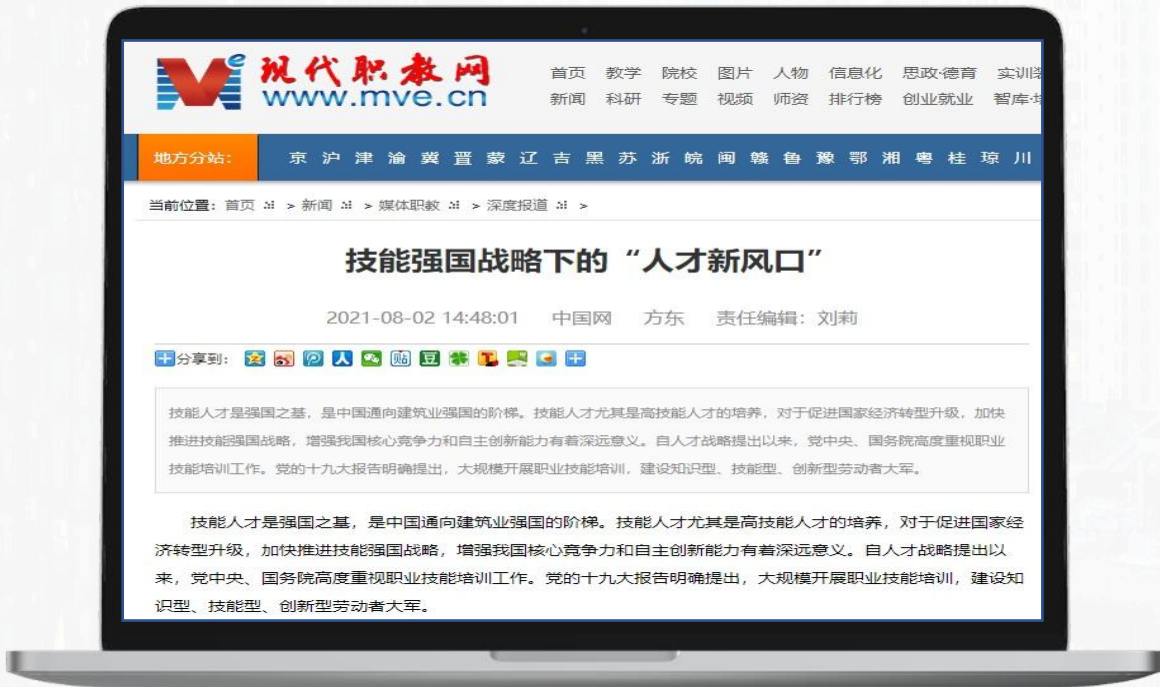 现代职教网
www.mve.cn
首页 教学 院校 图片 人物 信息化 思政·德育 实训
新闻 科研 专题 视频 师资 排行榜 创业就业 智库
地方分站： 京 沪 津 渝 冀 晋 蒙 辽 吉 黑 苏 浙 皖 闽 赣 鲁 豫 鄂 湘 粤 桂 琼 川
当前位置：首页 > 新闻 > 媒体职教 > 深度报道 >
技能强国战略下的“人才新风口”
2021-08-02 14:48:01 中国网 方东 责任编辑：刘莉
分享到：
技能人才是强国之基，是中国通向建筑业强国的阶梯。技能人才尤其是高技能人才的培养，对于促进国家经济转型升级，加快
推进技能强国战略，增强我国核心竞争力和自主创新能力有着深远意义。自人才战略提出以来，党中央、国务院高度重视职业
技能培训工作。党的十九大报告明确提出，大规模开展职业技能培训，建设知识型、技能型、创新型劳动者大军。
技能人才是强国之基，是中国通向建筑业强国的阶梯。技能人才尤其是高技能人才的培养，对于促进国家经
济转型升级，加快推进技能强国战略，增强我国核心竞争力和自主创新能力有着深远意义。自人才战略提出以
来，党中央、国务院高度重视职业技能培训工作。党的十九大报告明确提出，大规模开展职业技能培训，建设知
识型、技能型、创新型劳动者大军。